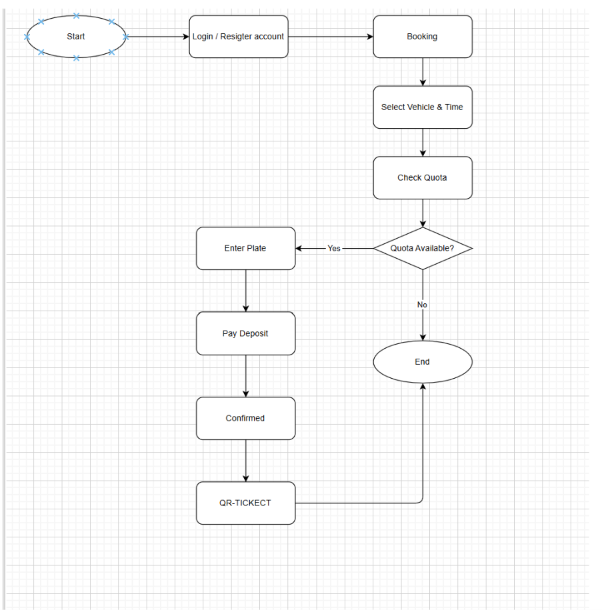 Start
Login / Resigter account
Booking
Select Vehicle & Time
Check Quota
Quota Available?
Yes
Enter Plate
No
Pay Deposit
End
Confirmed
QR-TICKECT